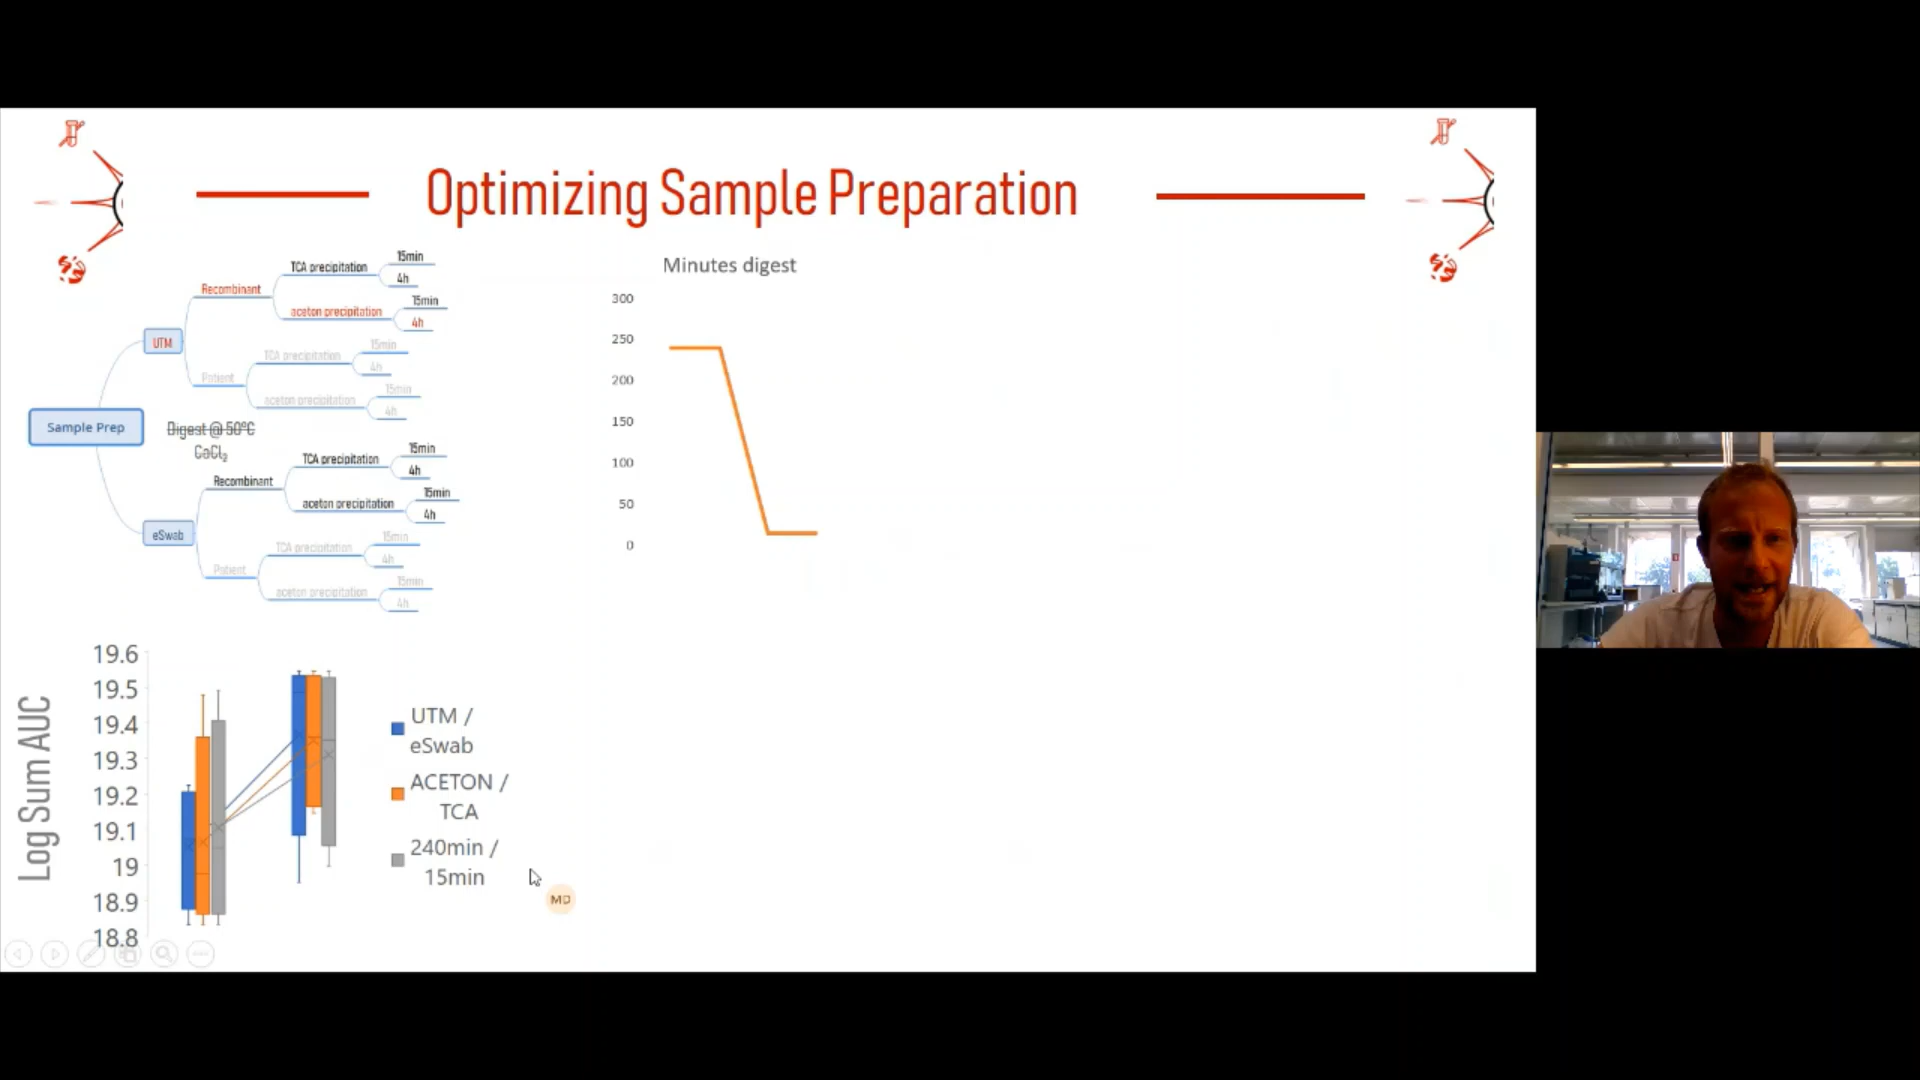 Optimizing Sample Preparation
Sample Prep
UTM
Recombinant
TCA precipitation
15min
4h
aceton precipitation
15min
4h
Patient
TCA precipitation
15min
4h
aceton precipitation
15min
4h
Digest @ 50°C
CaCl₂
eSwab
Recombinant
TCA precipitation
15min
4h
aceton precipitation
15min
4h
Patient
TCA precipitation
15min
4h
aceton precipitation
15min
4h
Minutes digest
300
250
200
150
100
50
0
Log Sum AUC
19.6
19.5
19.4
19.3
19.2
19.1
19
18.9
18.8
UTM /
eSwab
ACETON /
TCA
240min /
15min
MD